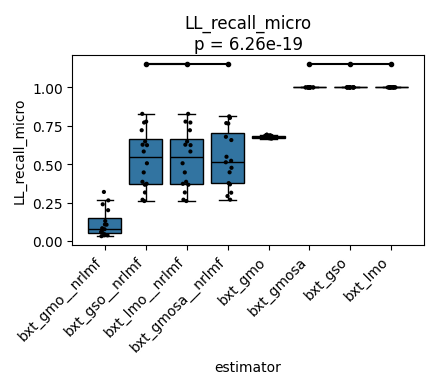 LL_recall_micro
p = 6.26e-19
LL_recall_micro
1.00
0.75
0.50
0.25
0.00
bxt_gmo__nrlmf
bxt_gso__nrlmf
bxt_lmo__nrlmf
bxt_gmosa__nrlmf
bxt_gmo
bxt_gmosa
bxt_gso
bxt_lmo
estimator